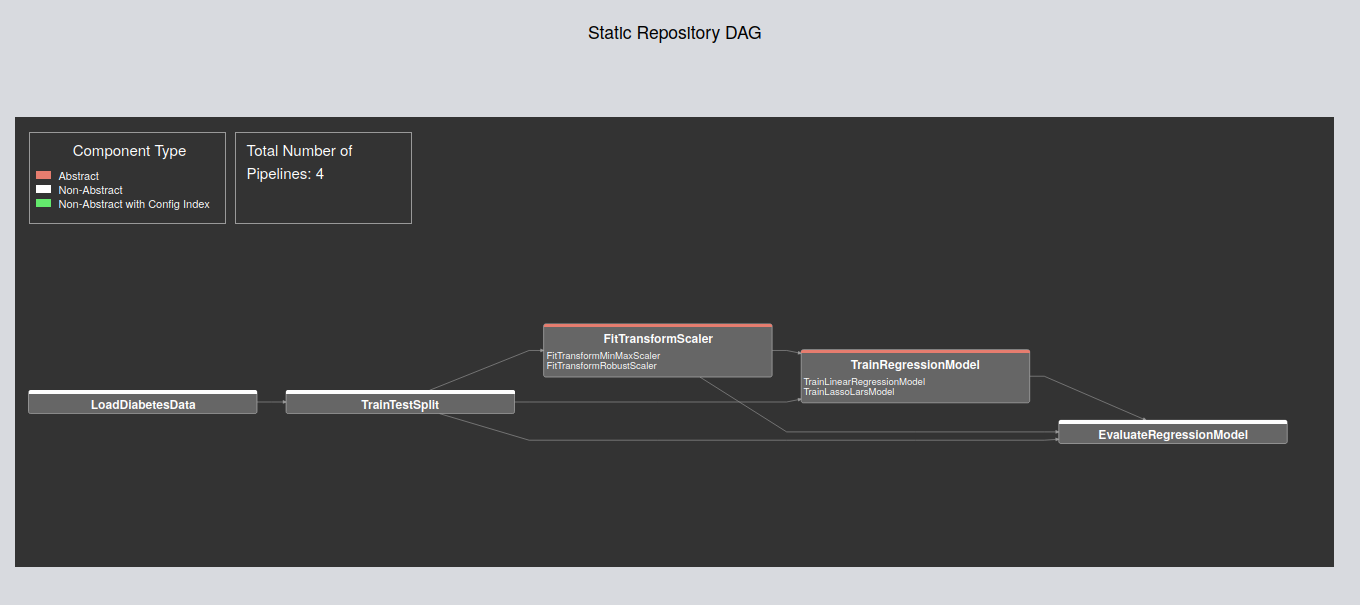 Static Repository DAG
Component Type
Abstract
Non-Abstract
Non-Abstract with Config Index
Total Number of
Pipelines: 4
FitTransformScaler
FitTransformMinMaxScaler
FitTransformRobustScaler
TrainRegressionModel
TrainLinearRegressionModel
TrainLassoLarsModel
LoadDiabetesData
TrainTestSplit
EvaluateRegressionModel